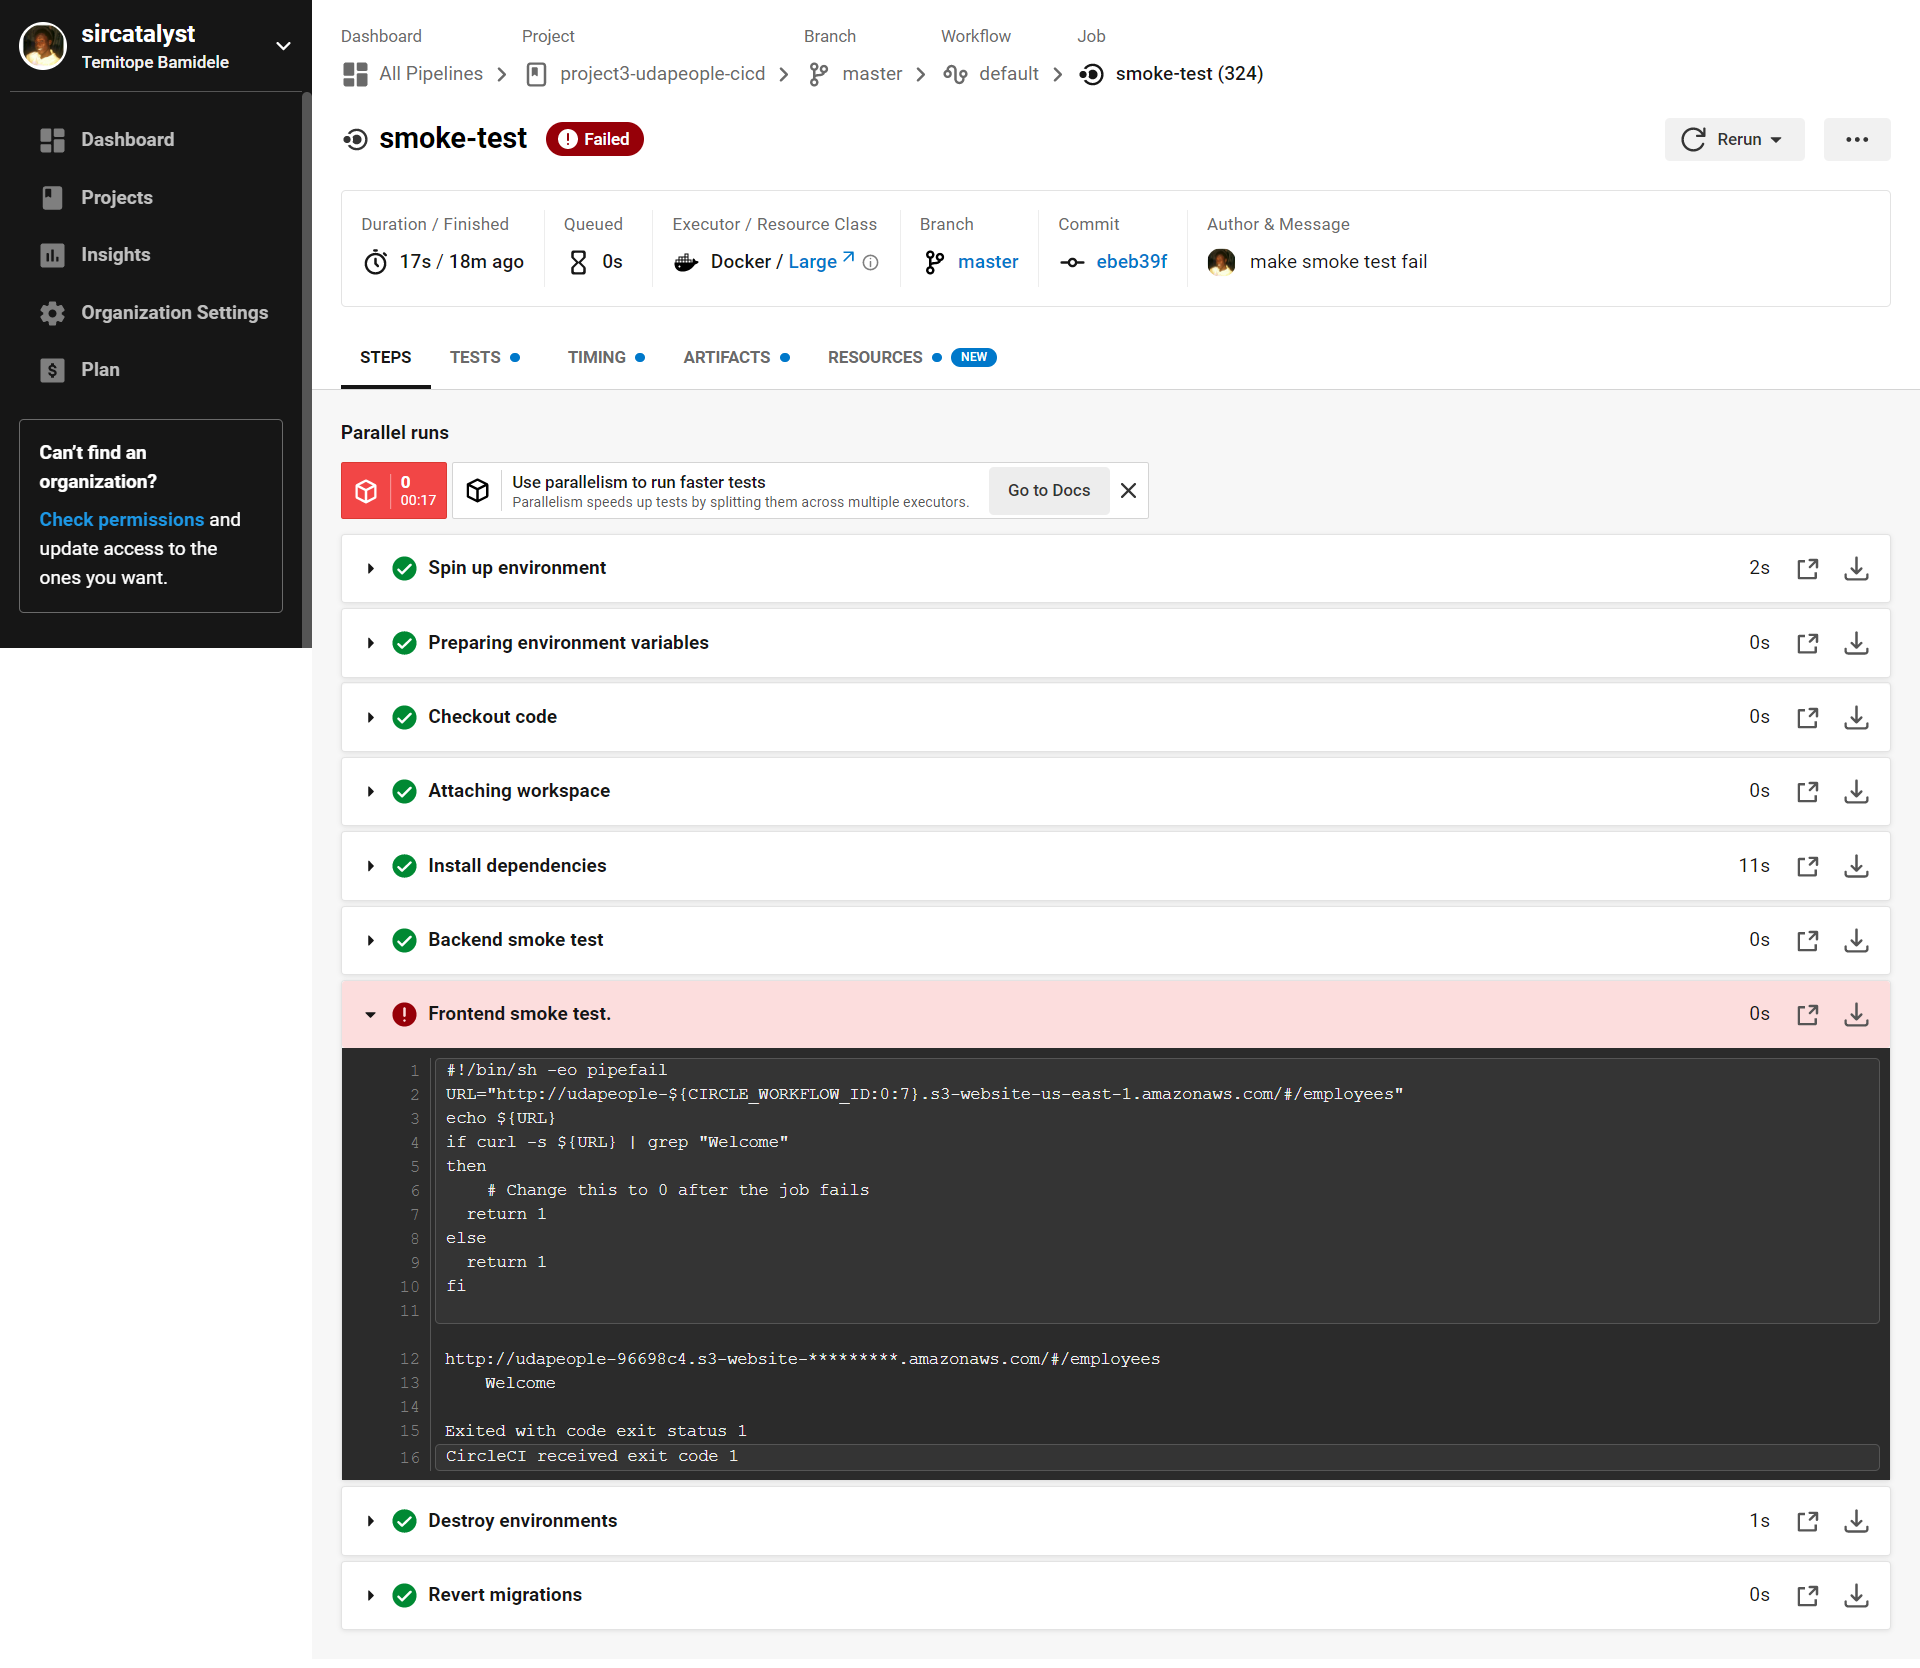 sircatalyst
Temitope Bamidele
Dashboard
Projects
Insights
Organization Settings
Plan
Can't find an
organization?
Check permissions and
update access to the
ones you want.
Dashboard Project Branch Workflow Job
All Pipelines project3-udapeople-cicd master default smoke-test (324)
smoke-test Failed Rerun
Duration / Finished Queued Executor / Resource Class Branch Commit Author & Message
17s / 18m ago 0s Docker / Large master ebeb39f make smoke test fail
STEPS TESTS TIMING ARTIFACTS RESOURCES NEW
Parallel runs
0
00:17
Use parallelism to run faster tests
Parallelism speeds up tests by splitting them across multiple executors.
Go to Docs
Spin up environment 2s
Preparing environment variables 0s
Checkout code 0s
Attaching workspace 0s
Install dependencies 11s
Backend smoke test 0s
Frontend smoke test. 0s
1 #!/bin/sh -eo pipefail
2 URL="http://udapeople-${CIRCLE_WORKFLOW_ID:0:7}.s3-website-us-east-1.amazonaws.com/#/employees"
3 echo ${URL}
4 if curl -s ${URL} | grep "Welcome"
5 then
6 # Change this to 0 after the job fails
7 return 1
8 else
9 return 1
10 fi
11
12 http://udapeople-96698c4.s3-website-*********.amazonaws.com/#/employees
13 Welcome
14
15 Exited with code exit status 1
16 CircleCI received exit code 1
Destroy environments 1s
Revert migrations 0s